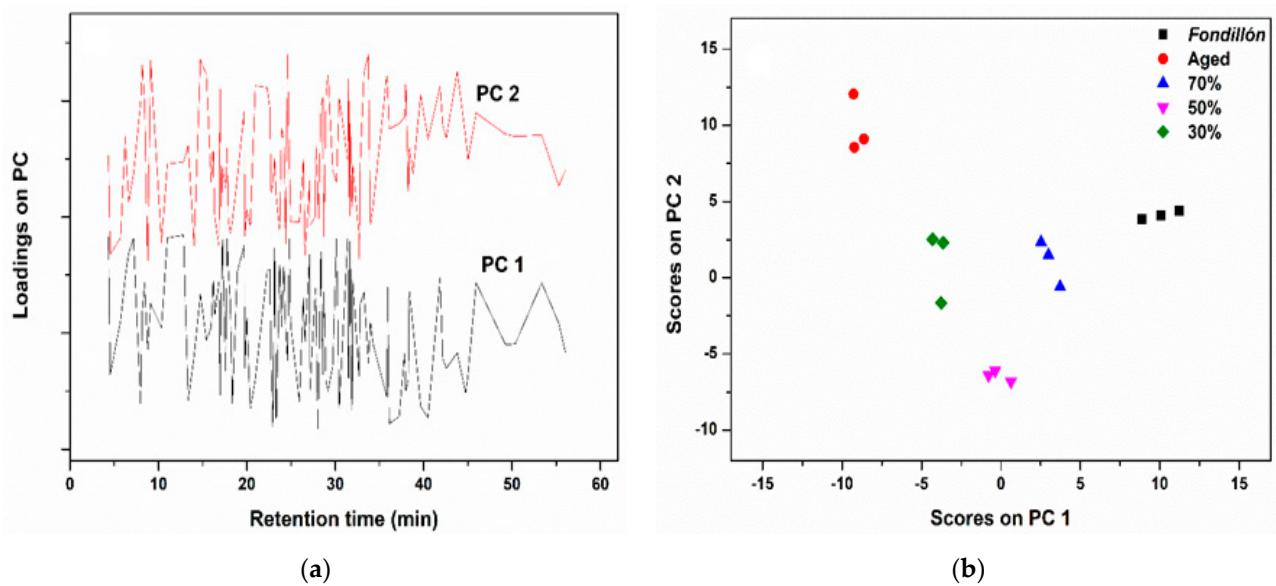 Loadings on PC
PC 2
PC 1
0 10 20 30 40 50 60
Retention time (min)
(a)
Scores on PC 2
15
10
5
0
-5
-10
Fondillón
Aged
70%
50%
30%
-15 -10 -5 0 5 10 15
Scores on PC 1
(b)